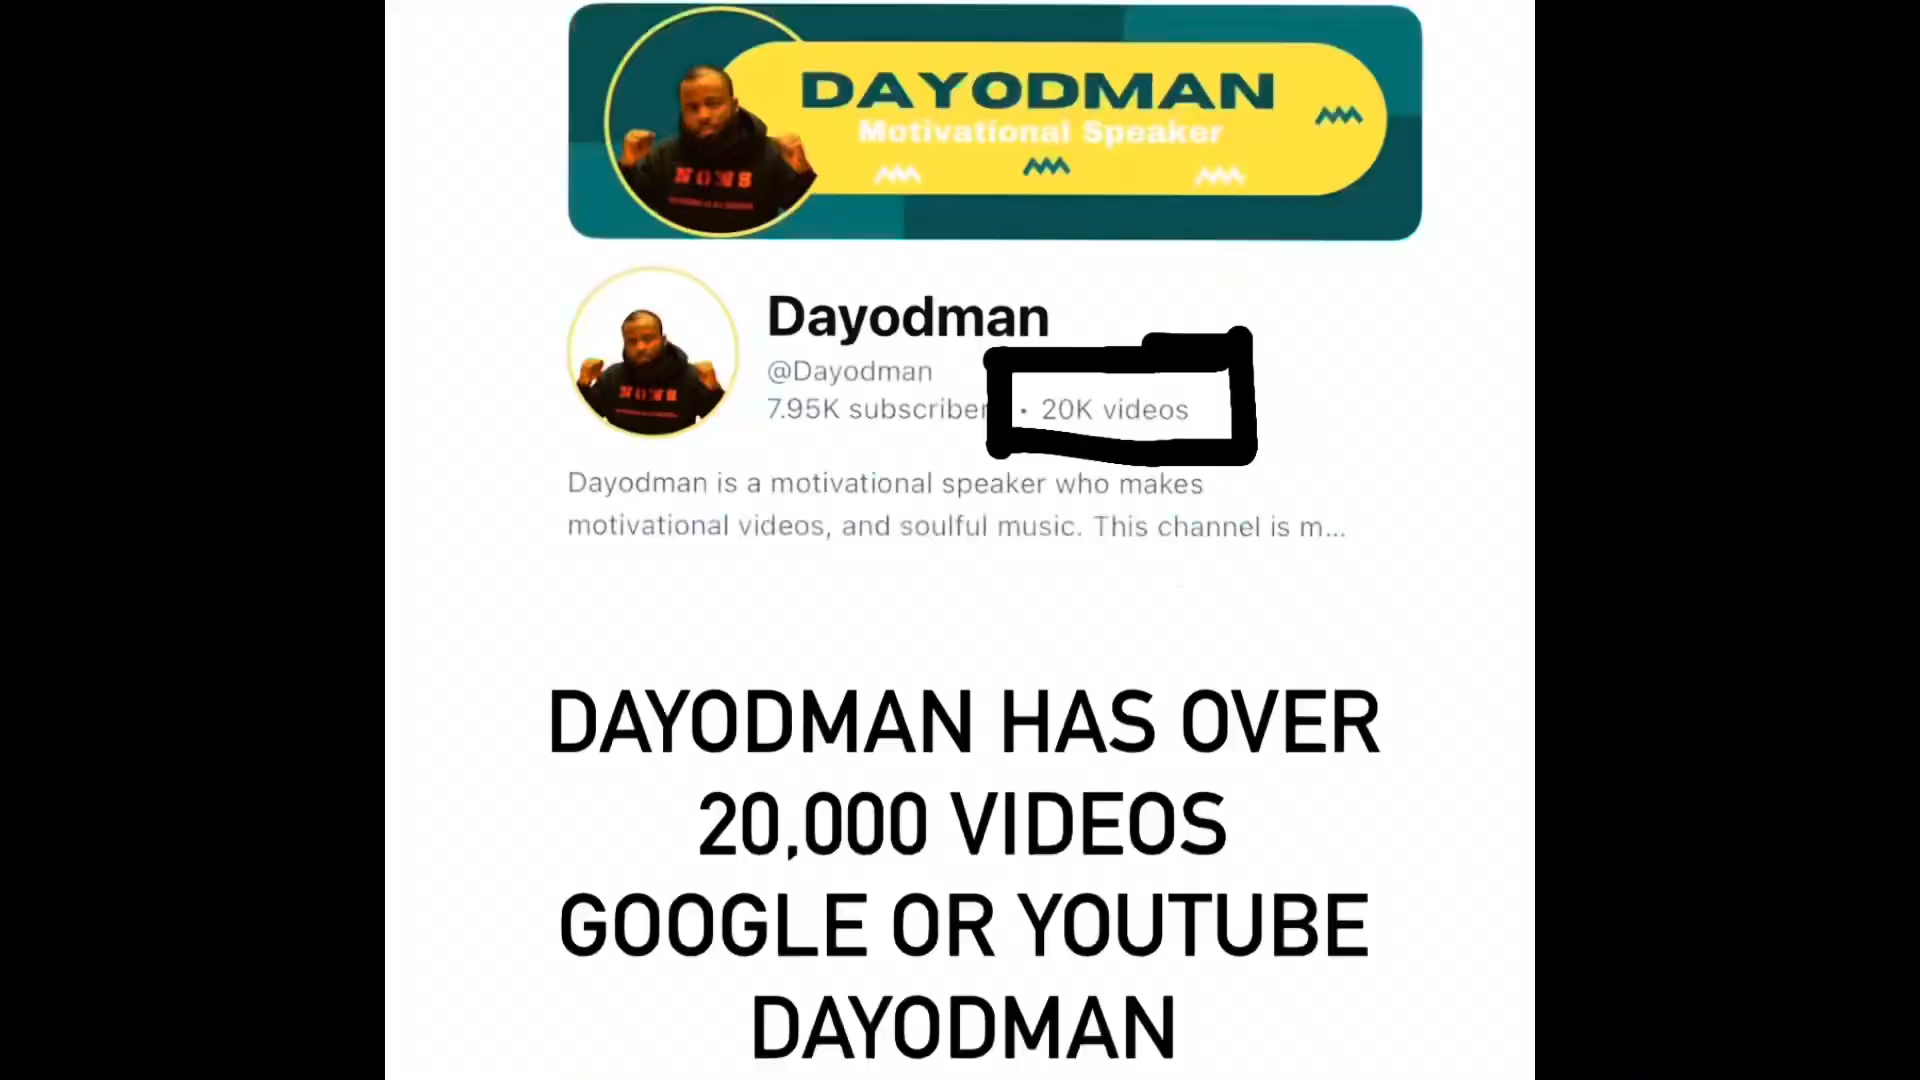 DAYODMAN
Motivational Speaker
NOHS
Dayodman
@Dayodman
7.95K subscriber • 20K videos
Dayodman is a motivational speaker who makes
motivational videos, and soulful music. This channel is m...
DAYODMAN HAS OVER
20,000 VIDEOS
GOOGLE OR YOUTUBE
DAYODMAN